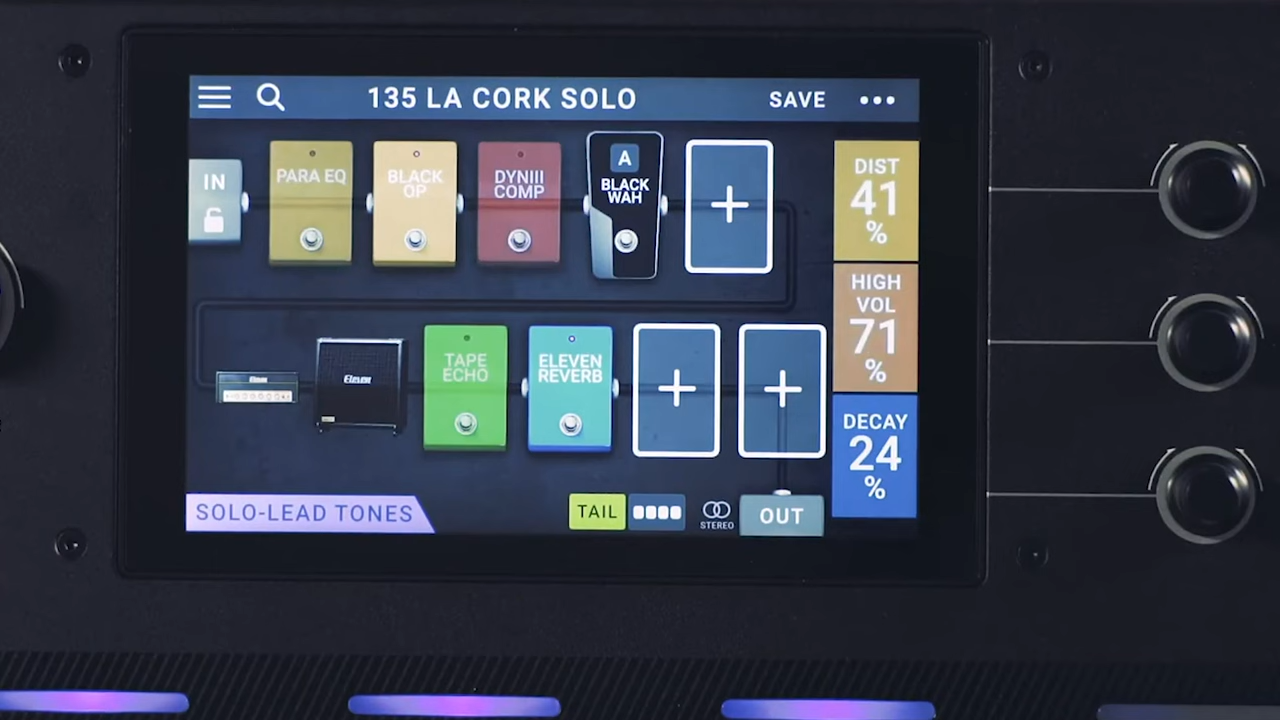 135 LA CORK SOLO
SAVE
IN
PARA EQ
BLACK
OP
DYNIII
COMP
A
BLACK
WAH
DIST
41
%
HIGH
VOL
71
%
Eleven
TAPE
ECHO
ELEVEN
REVERB
DECAY
24
%
SOLO-LEAD TONES
TAIL
STEREO
OUT